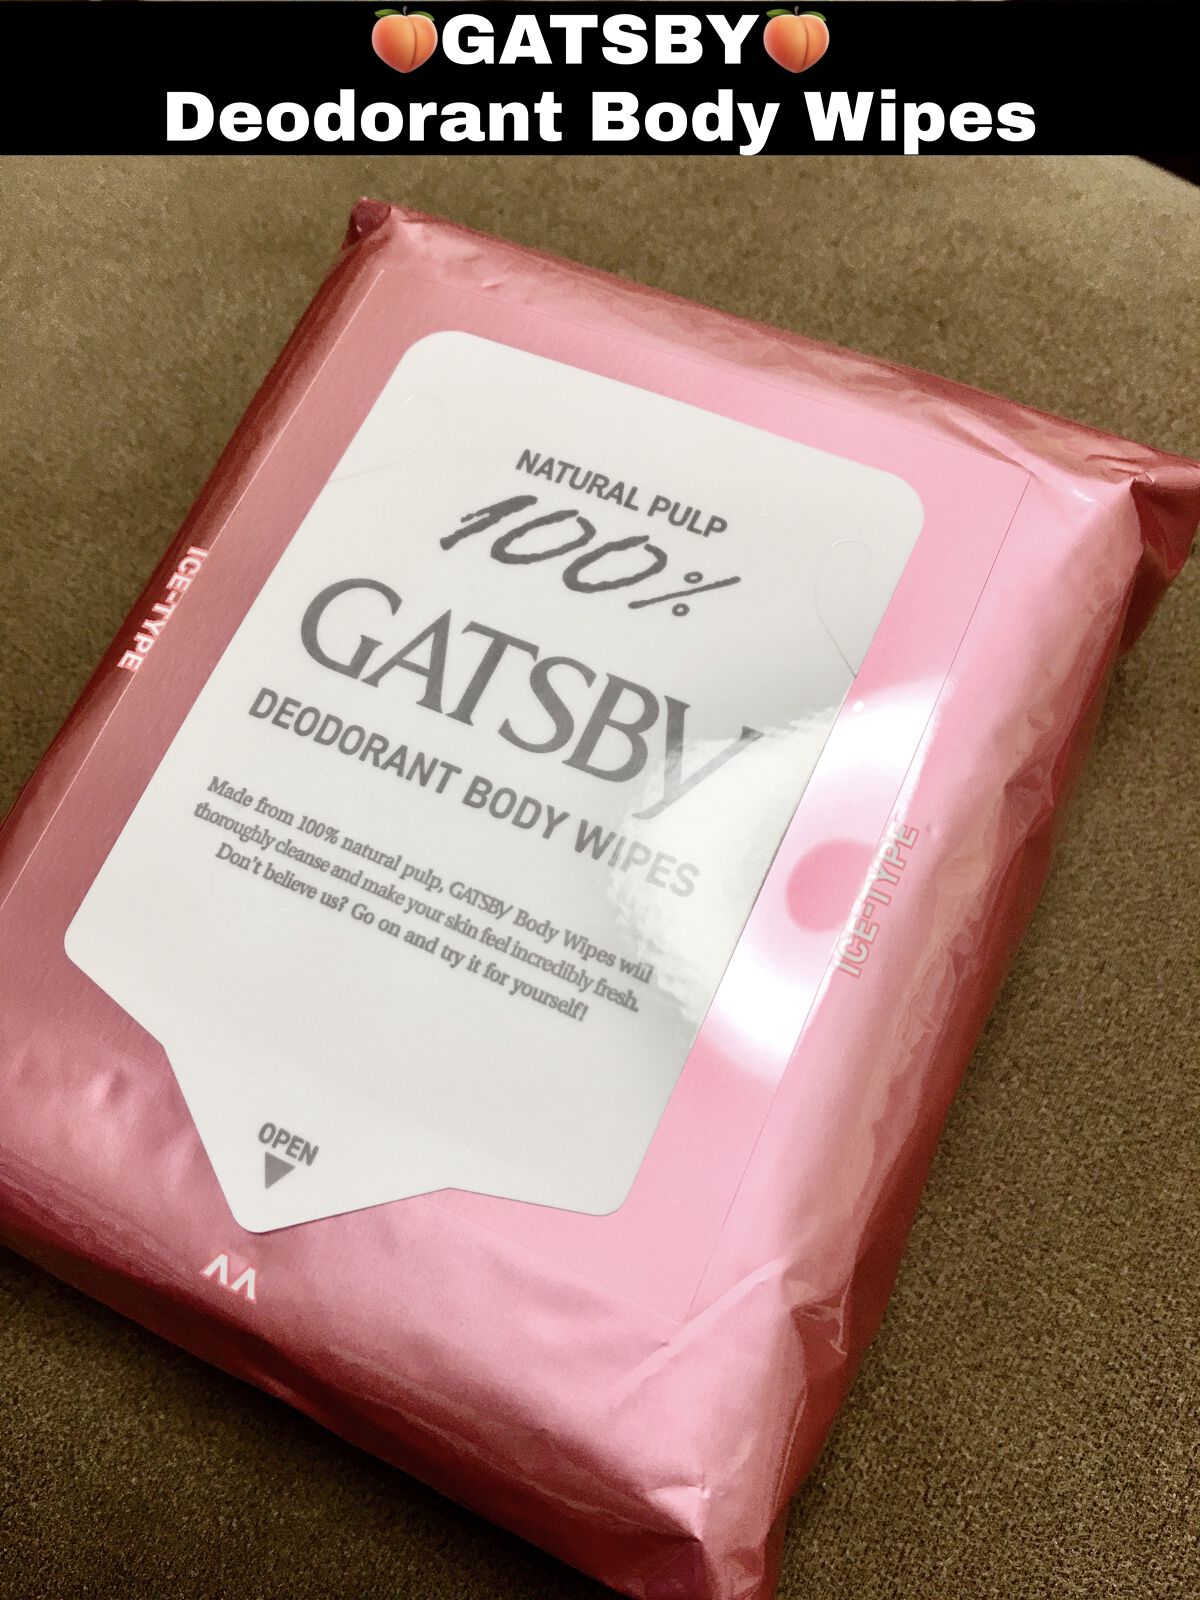 🍑GATSBY🍑
Deodorant Body Wipes
NATURAL PULP
100%
GATSBY
DEODORANT BODY WIPES
Made from 100% natural pulp, GATSBY Body Wipes will
thoroughly cleanse and make your skin feel incredibly fresh.
Don't believe us? Go on and try it for yourself!
OPEN
ICE-TYPE
ICE-TYPE